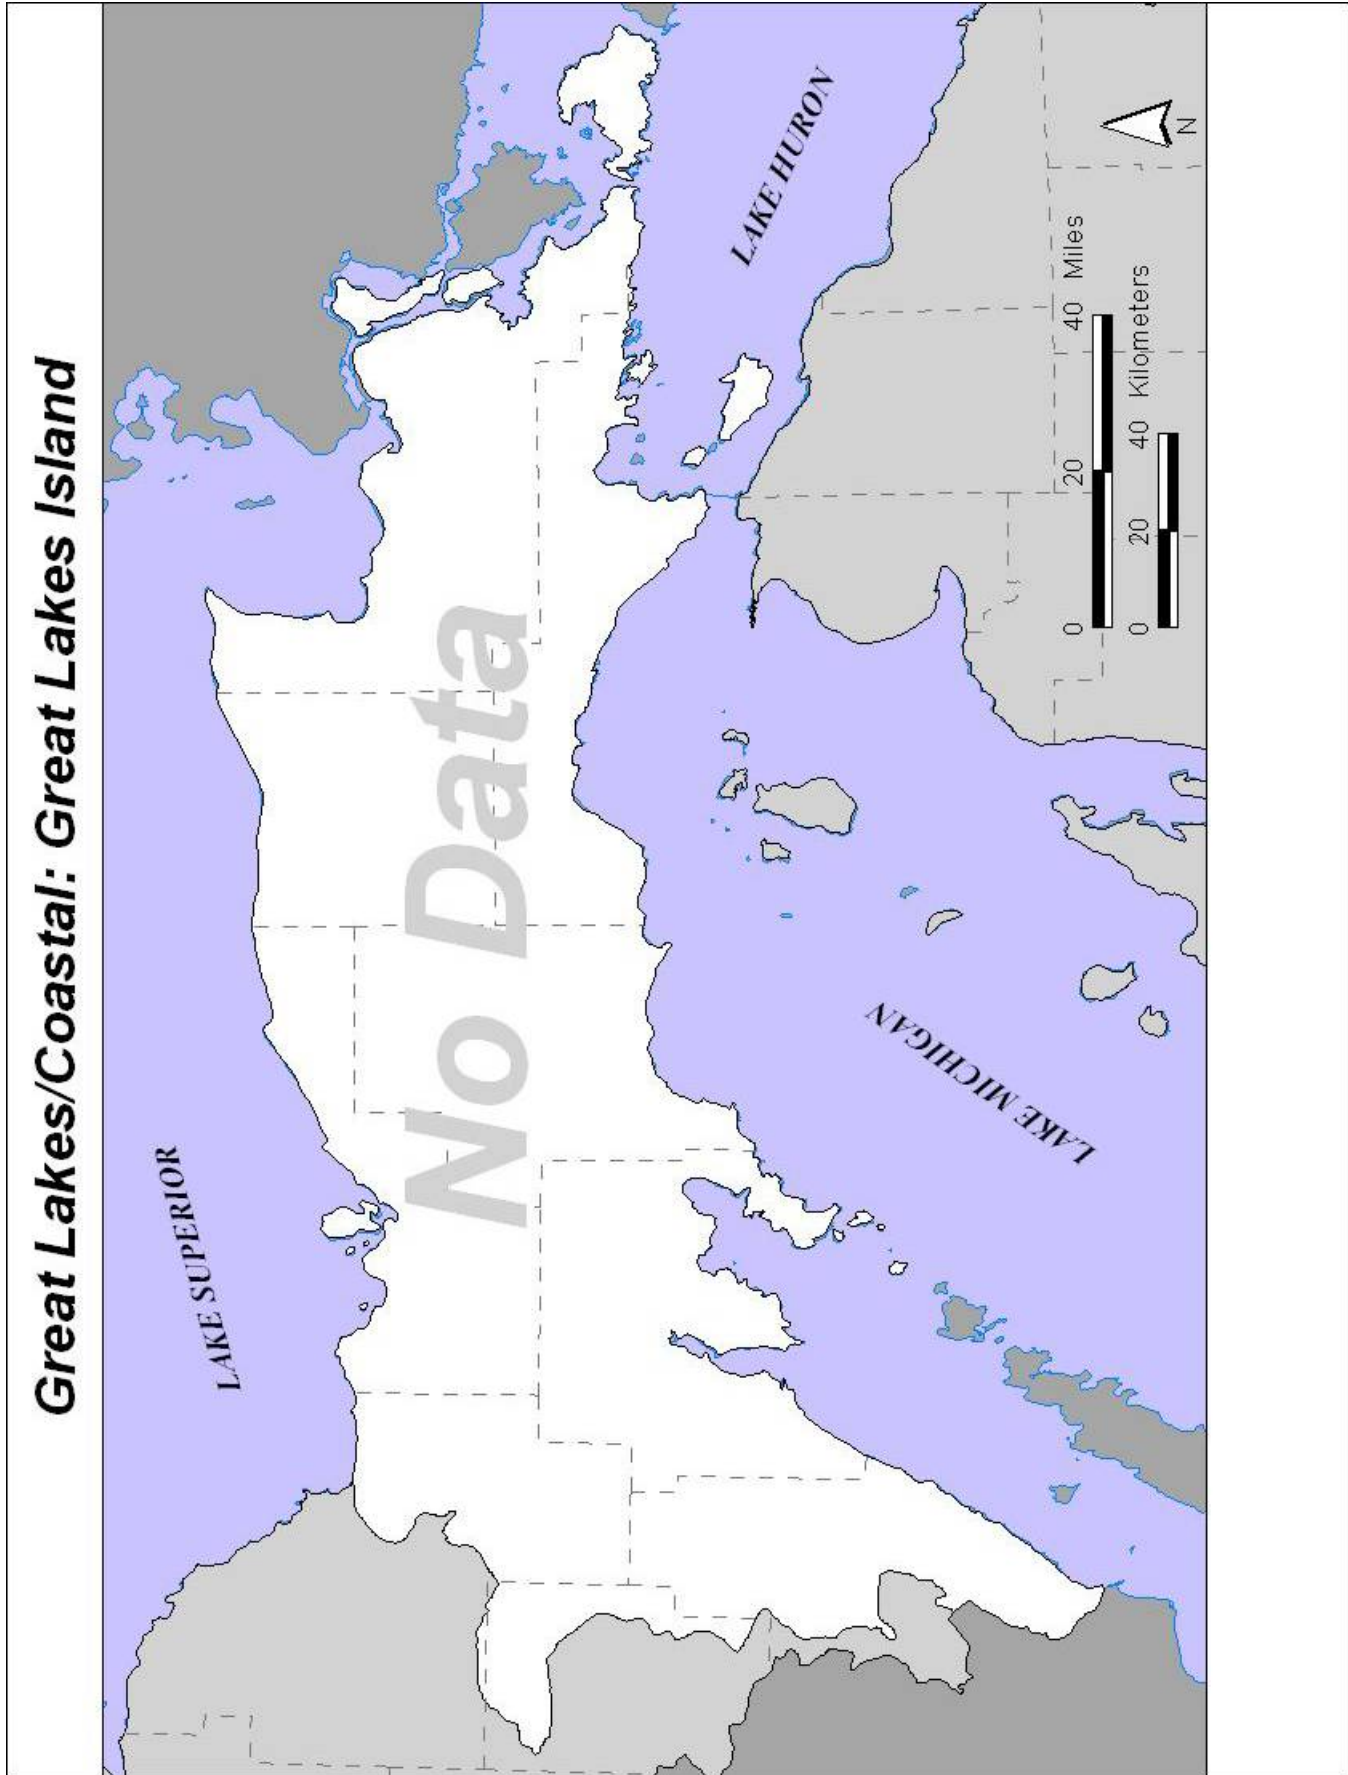 Great Lakes/Coastal: Great Lakes Island
LAKE SUPERIOR
No Data
LAKE HURON
LAKE MICHIGAN
0 20 40 Miles
0 20 40 Kilometers
N